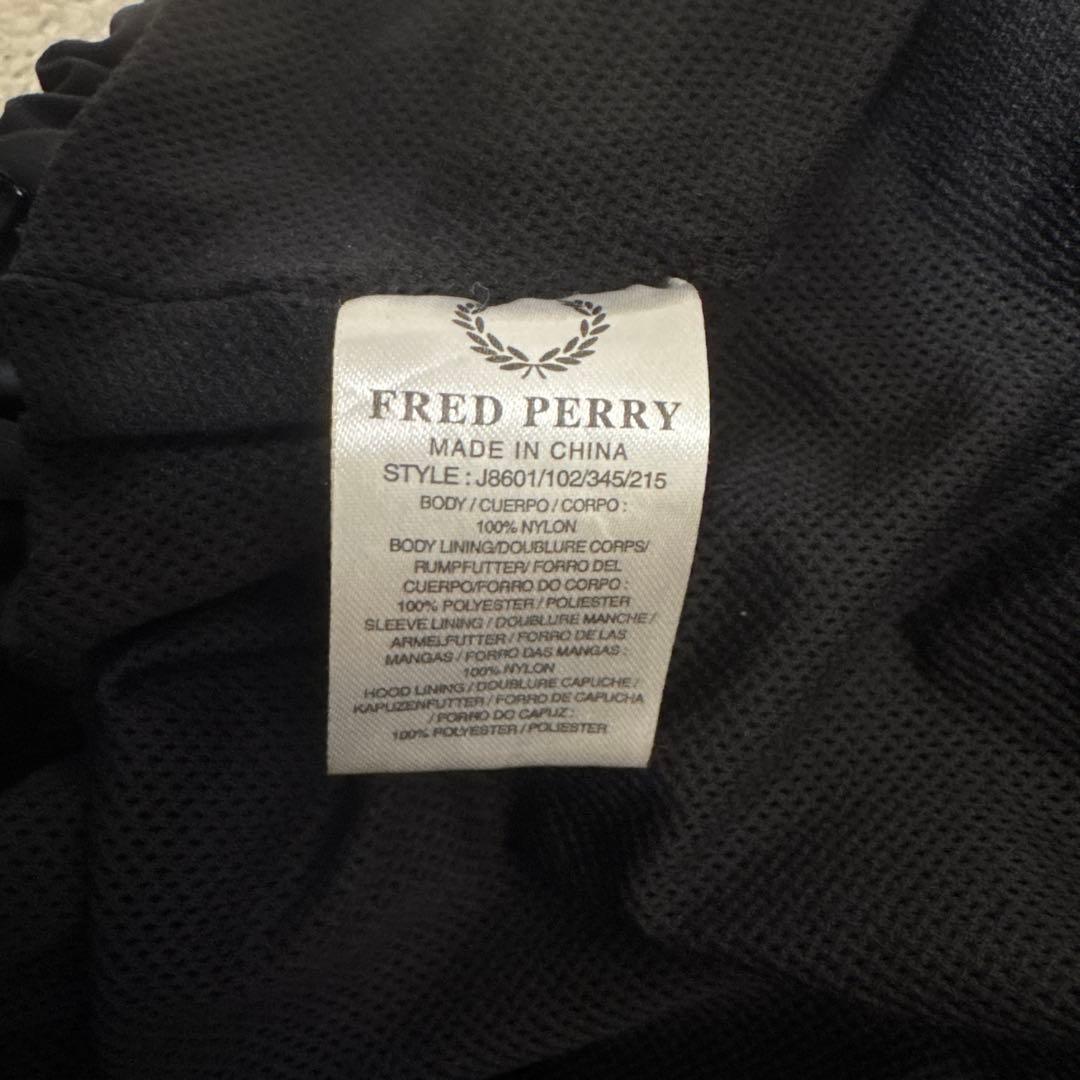 FRED PERRY
MADE IN CHINA
STYLE : J8601/102/345/215
BODY / CUERPO / CORPO :
100% NYLON
BODY LINING/DOUBLURE CORPS/
RUMPFUTTER/ FORRO DEL
CUERPO/FORRO DO CORPO :
100% POLYESTER / POLIESTER
SLEEVE LINING / DOUBLURE MANCHE /
ARMELFUTTER / FORRO DE LAS
MANGAS / FORRO DAS MANGAS :
100% NYLON
HOOD LINING / DOUBLURE CAPUCHE /
KAPUZENFUTTER / FORRO DE CAPUCHA
/ FORRO DO CAPUZ :
100% POLYESTER / POLIESTER